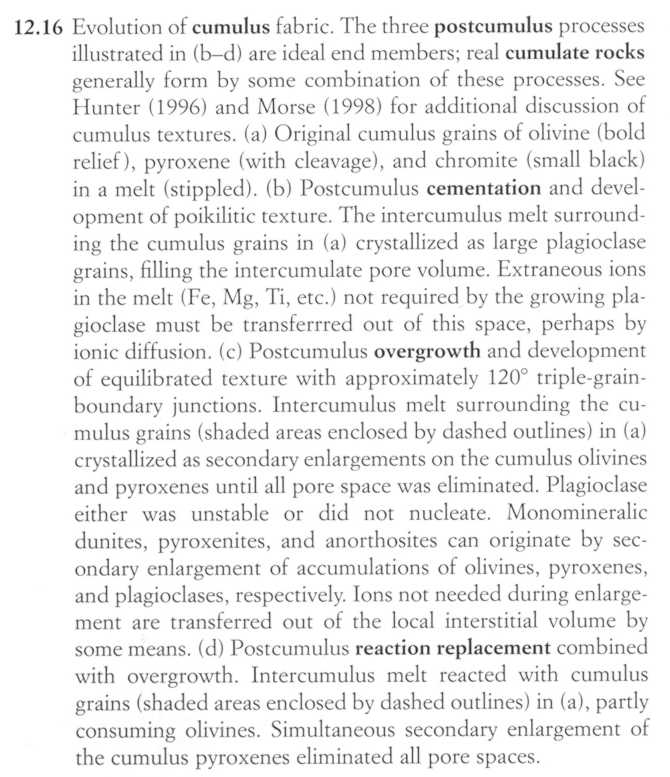 12.16 Evolution of cumulus fabric. The three postcumulus processes
illustrated in (b–d) are ideal end members; real cumulate rocks
generally form by some combination of these processes. See
Hunter (1996) and Morse (1998) for additional discussion of
cumulus textures. (a) Original cumulus grains of olivine (bold
relief), pyroxene (with cleavage), and chromite (small black)
in a melt (stippled). (b) Postcumulus cementation and devel-
opment of poikilitic texture. The intercumulus melt surround-
ing the cumulus grains in (a) crystallized as large plagioclase
grains, filling the intercumulate pore volume. Extraneous ions
in the melt (Fe, Mg, Ti, etc.) not required by the growing pla-
gioclase must be transferrred out of this space, perhaps by
ionic diffusion. (c) Postcumulus overgrowth and development
of equilibrated texture with approximately 120° triple-grain-
boundary junctions. Intercumulus melt surrounding the cu-
mulus grains (shaded areas enclosed by dashed outlines) in (a)
crystallized as secondary enlargements on the cumulus olivines
and pyroxenes until all pore space was eliminated. Plagioclase
either was unstable or did not nucleate. Monomineralic
dunites, pyroxenites, and anorthosites can originate by sec-
ondary enlargement of accumulations of olivines, pyroxenes,
and plagioclases, respectively. Ions not needed during enlarge-
ment are transferred out of the local interstitial volume by
some means. (d) Postcumulus reaction replacement combined
with overgrowth. Intercumulus melt reacted with cumulus
grains (shaded areas enclosed by dashed outlines) in (a), partly
consuming olivines. Simultaneous secondary enlargement of
the cumulus pyroxenes eliminated all pore spaces.